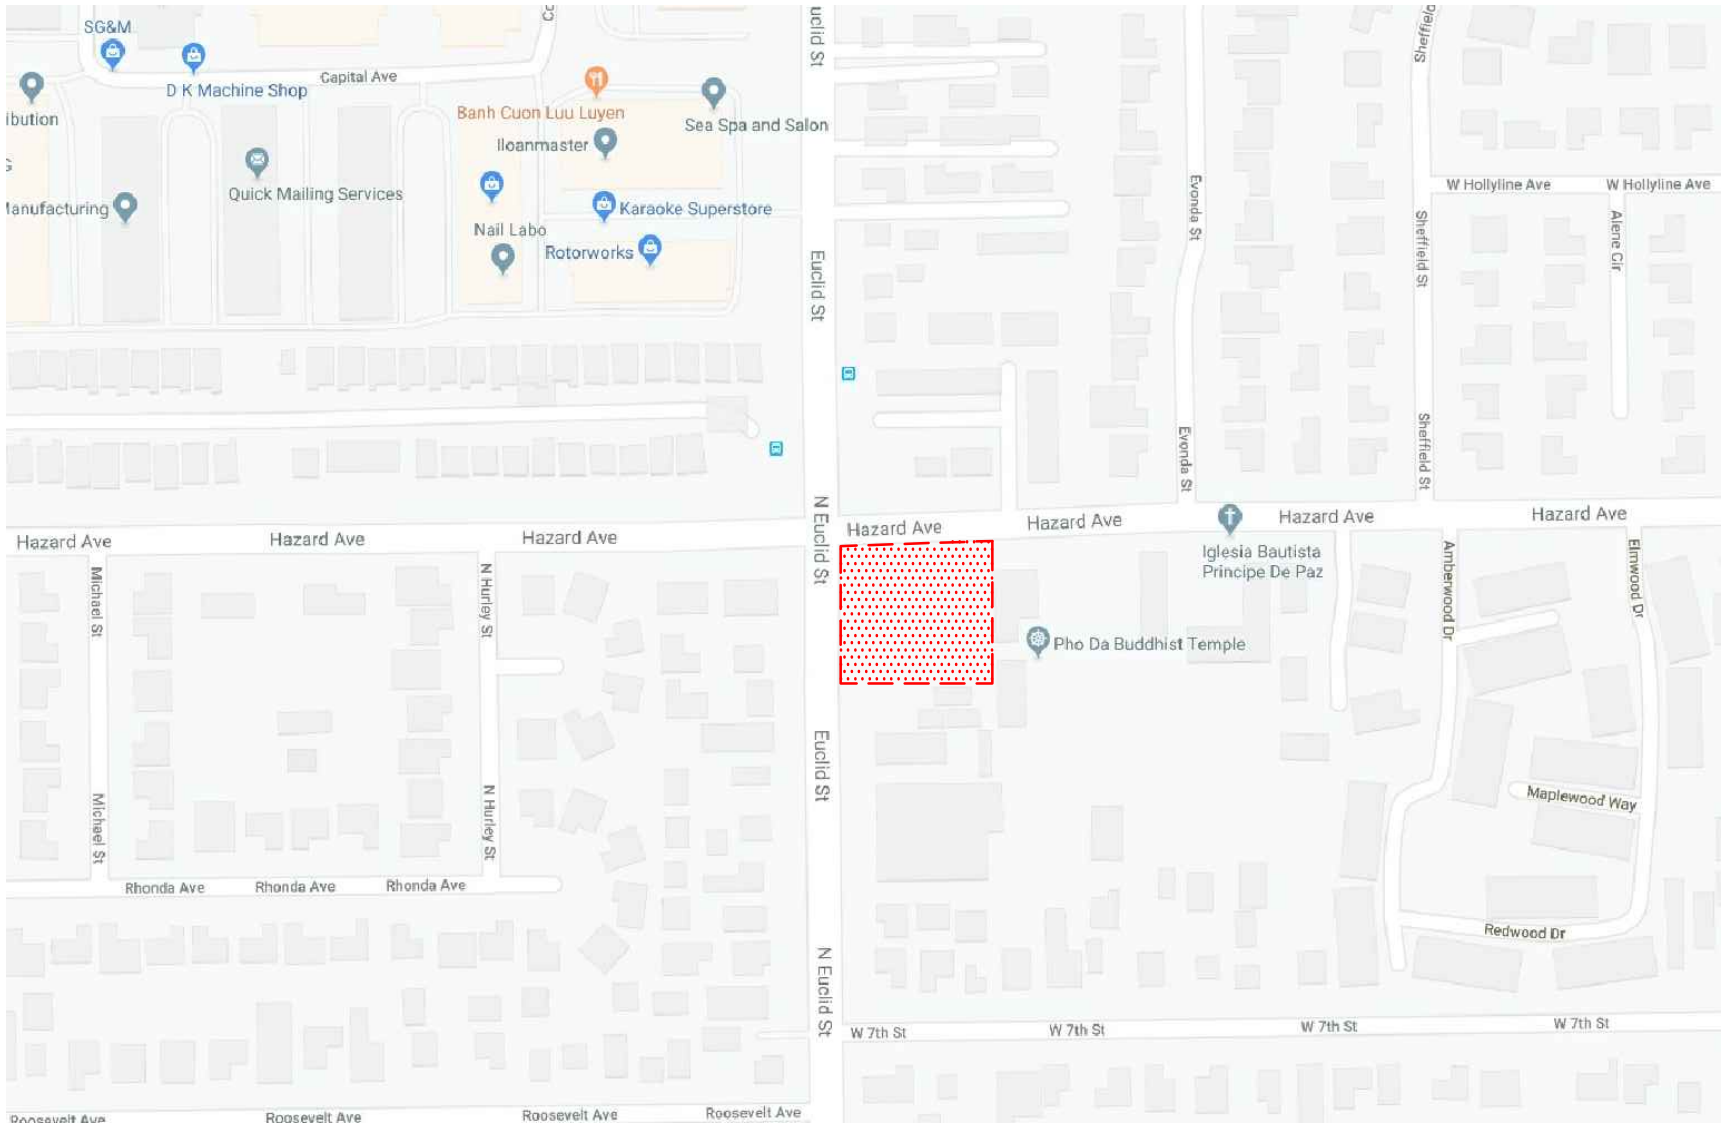 SG&M
D K Machine Shop
Capital Ave
Euclid St
Sheffield
Banh Cuon Luu Luyen
Sea Spa and Salon
Iloanmaster
Quick Mailing Services
Karaoke Superstore
Nail Labo
Rotorworks
W Hollyline Ave
W Hollyline Ave
Evonda St
Sheffield St
Alene Cir
Euclid St
Evonda St
Sheffield St
N Euclid St
Hazard Ave
Hazard Ave
Hazard Ave
Hazard Ave
Hazard Ave
Hazard Ave
Hazard Ave
Iglesia Bautista
Principe De Paz
Michael St
N Hurley St
Amberwood Dr
Elmwood Dr
Pho Da Buddhist Temple
Euclid St
Michael St
N Hurley St
Maplewood Way
Rhonda Ave
Rhonda Ave
Rhonda Ave
Redwood Dr
N Euclid St
W 7th St
W 7th St
W 7th St
W 7th St
Roosevelt Ave
Roosevelt Ave
Roosevelt Ave
Roosevelt Ave